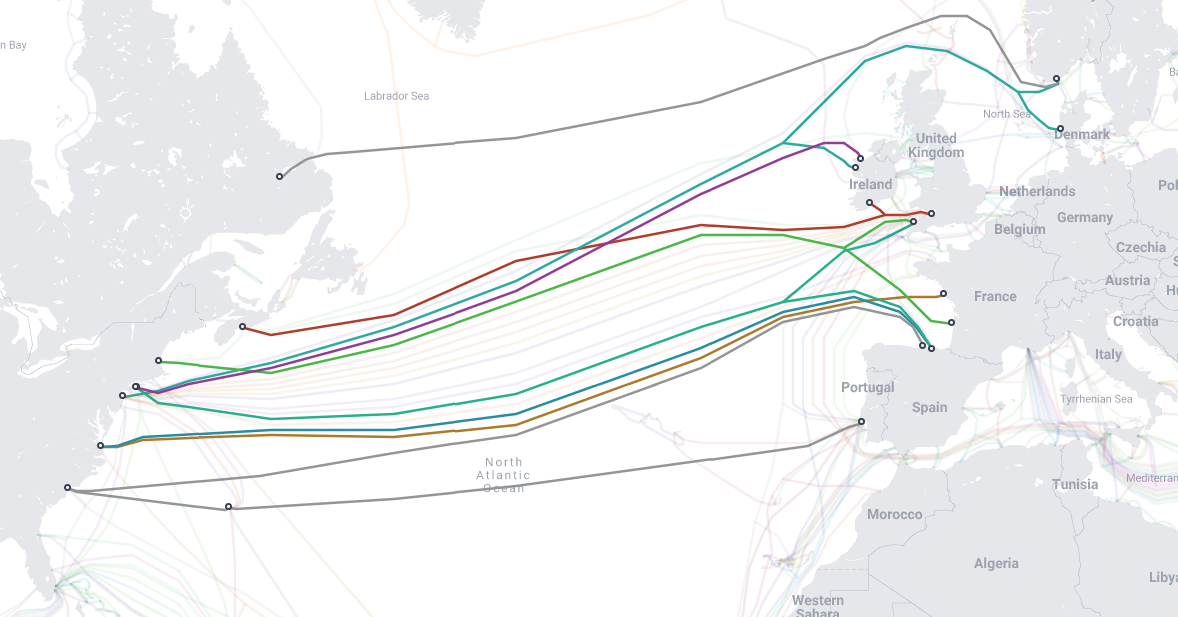 n Bay
Labrador Sea
North Sea
United
Kingdom
Denmark
Ireland
Netherlands
Pol
Germany
Belgium
Czechia
S
Austria
Hu
France
Croatia
Italy
Portugal
Spain
Tyrrhenian Sea
North
Atlantic
Ocean
Tunisia
Mediterran
Morocco
Algeria
Liby
Western
Sahara
Ba